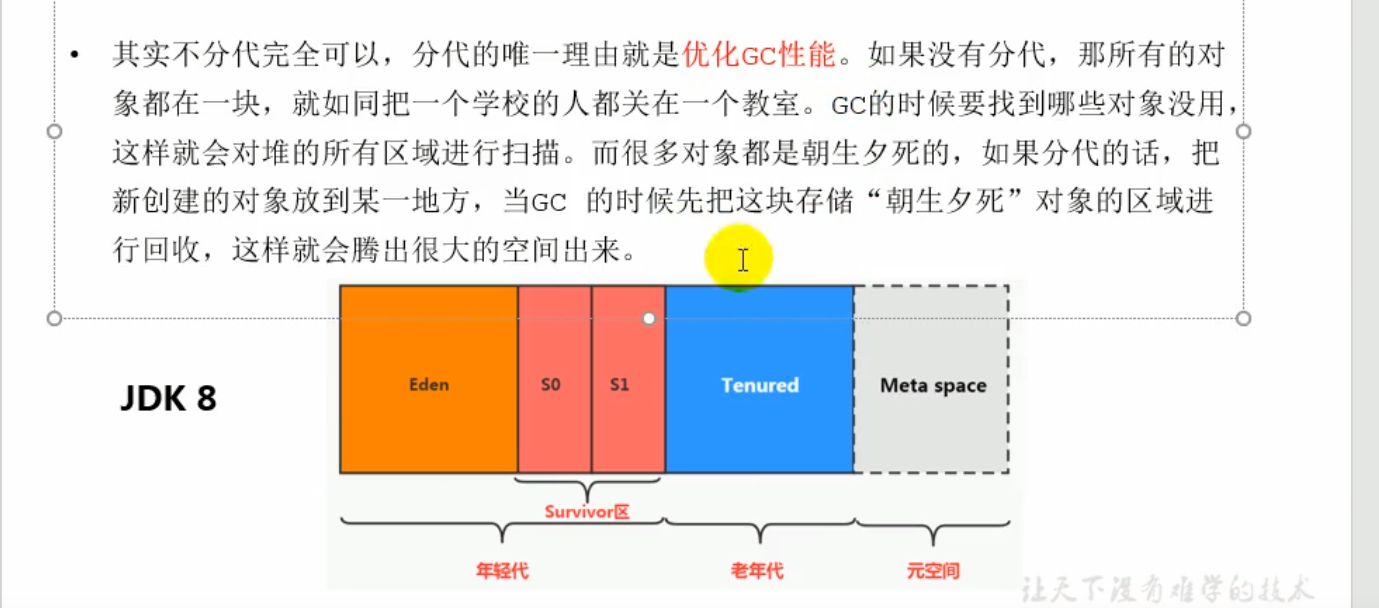 • 其实不分代完全可以，分代的唯一理由就是优化GC性能。如果没有分代，那所有的对
象都在一块，就如同把一个学校的人都关在一个教室。GC的时候要找到哪些对象没用，
这样就会对堆的所有区域进行扫描。而很多对象都是朝生夕死的，如果分代的话，把
新创建的对象放到某一地方，当GC 的时候先把这块存储“朝生夕死”对象的区域进
行回收，这样就会腾出很大的空间出来。
JDK 8
Eden S0 S1 Tenured Meta space
Survivor区
年轻代 老年代 元空间
让天下没有难学的技术